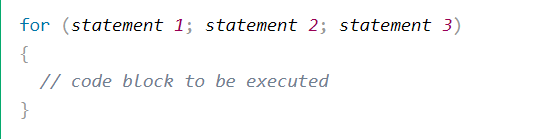 for (statement 1; statement 2; statement 3)
{
  // code block to be executed
}